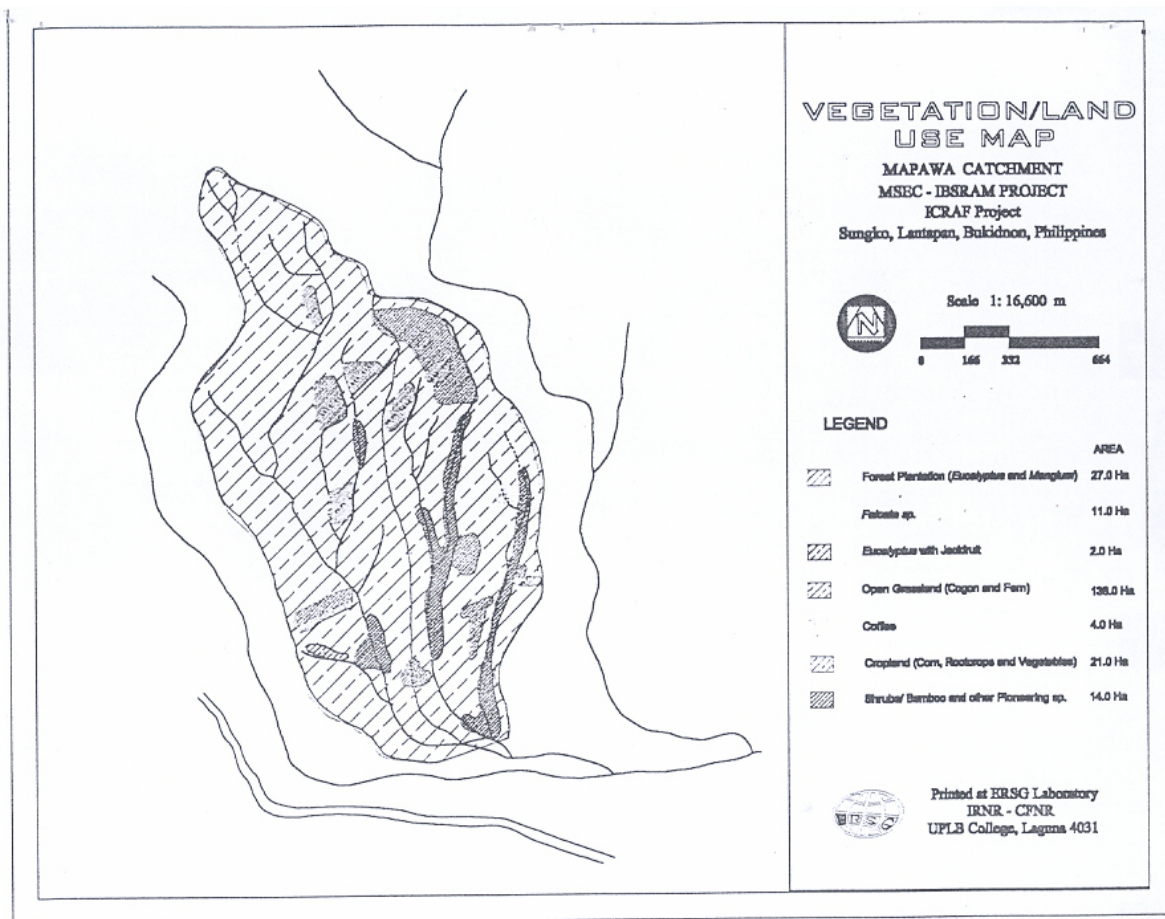 VEGETATION/LAND
USE MAP
MAPAWA CATCHMENT
MSEC - IBSRAM PROJECT
ICRAF Project
Sungko, Lantapan, Bukidnon, Philippines
N
Scale 1: 16,600 m
0 166 332 664
LEGEND
AREA
Forest Plantation (Eucalyptus and Mangium) 27.0 Ha
Falcata sp. 11.0 Ha
Eucalyptus with Jackfruit 2.0 Ha
Open Grassland (Cogon and Fern) 138.0 Ha
Coffee 4.0 Ha
Cropland (Corn, Rootcrops and Vegetables) 21.0 Ha
Shrubs/ Bamboo and other Pioneering sp. 14.0 Ha
ERSG
Printed at ERSG Laboratory
IRNR - CFNR
UPLB College, Laguna 4031